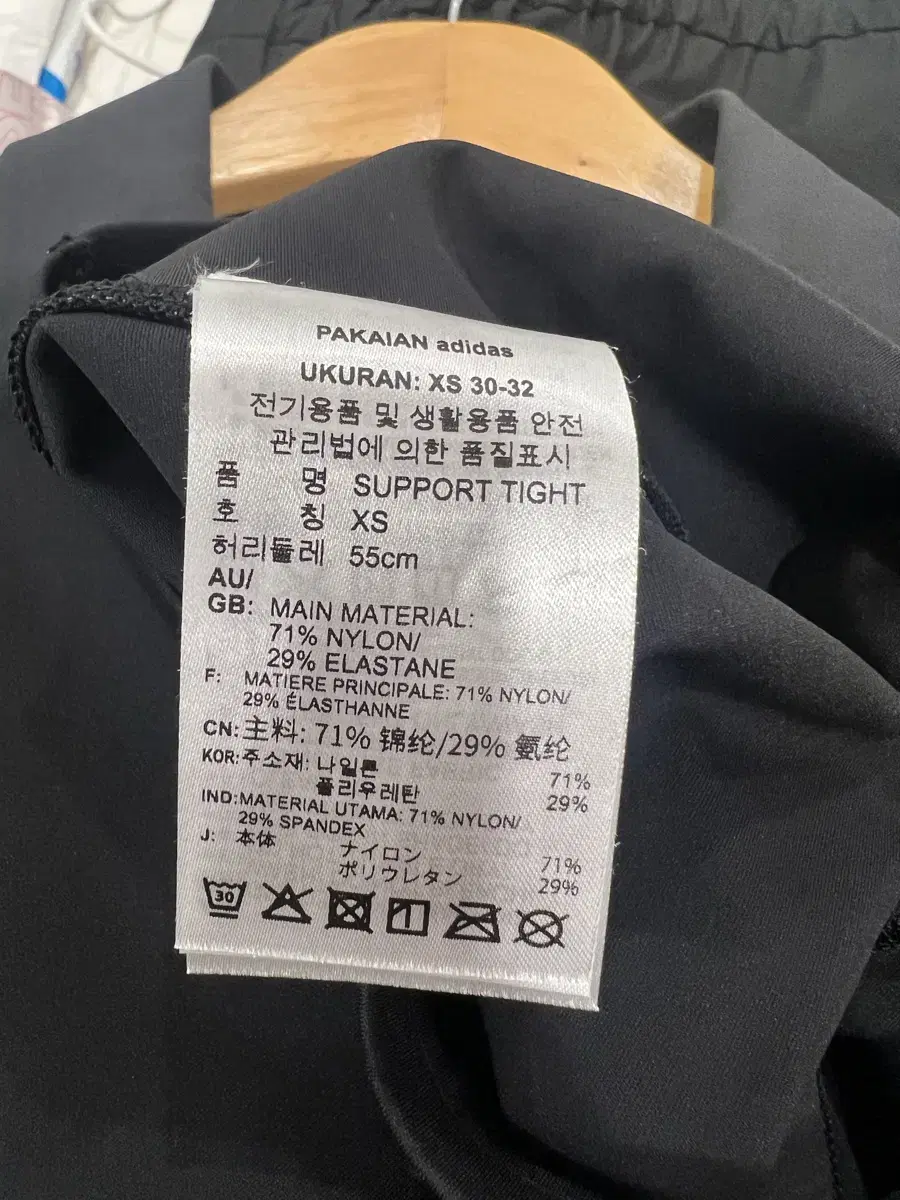 PAKAIAN adidas
UKURAN: XS 30-32
전기용품 및 생활용품 안전
관리법에 의한 품질표시
품 명 SUPPORT TIGHT
호 칭 XS
허리둘레 55cm
AU/
GB: MAIN MATERIAL:
71% NYLON/
29% ELASTANE
F: MATIERE PRINCIPALE: 71% NYLON/
29% ÉLASTHANNE
CN: 主料: 71% 锦纶/29% 氨纶
KOR: 주소재: 나일론 71%
폴리우레탄 29%
IND: MATERIAL UTAMA: 71% NYLON/
29% SPANDEX
J: 本体 ナイロン 71%
ポリウレタン 29%
30